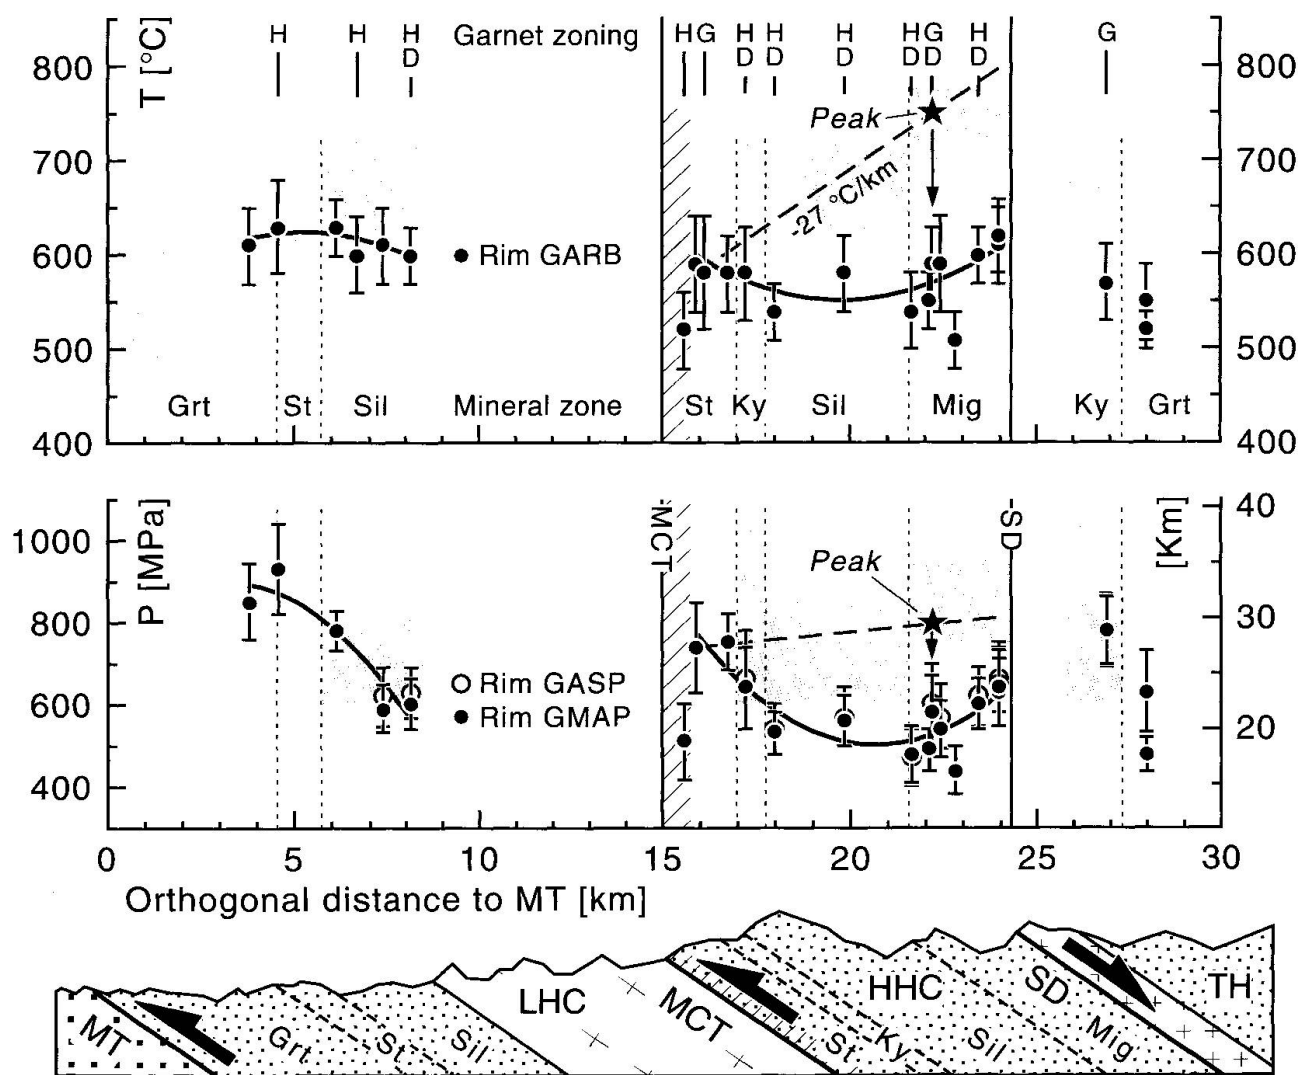 T [°C]
H H H Garnet zoning H G H H H H G H G
D D D D D D D
800 800
Peak
700 700
-27 °C/km
600 Rim GARB 600
500 500
Grt St Sil Mineral zone St Ky Sil Mig Ky Grt
400 400
P [MPa] MCT SD [Km] 40
1000
Peak
800 30
Rim GASP
Rim GMAP
600 20
400
0 5 10 15 20 25 30
Orthogonal distance to MT [km]
MT Grt St Sil LHC MCT St Ky HHC Sil SD Mig TH